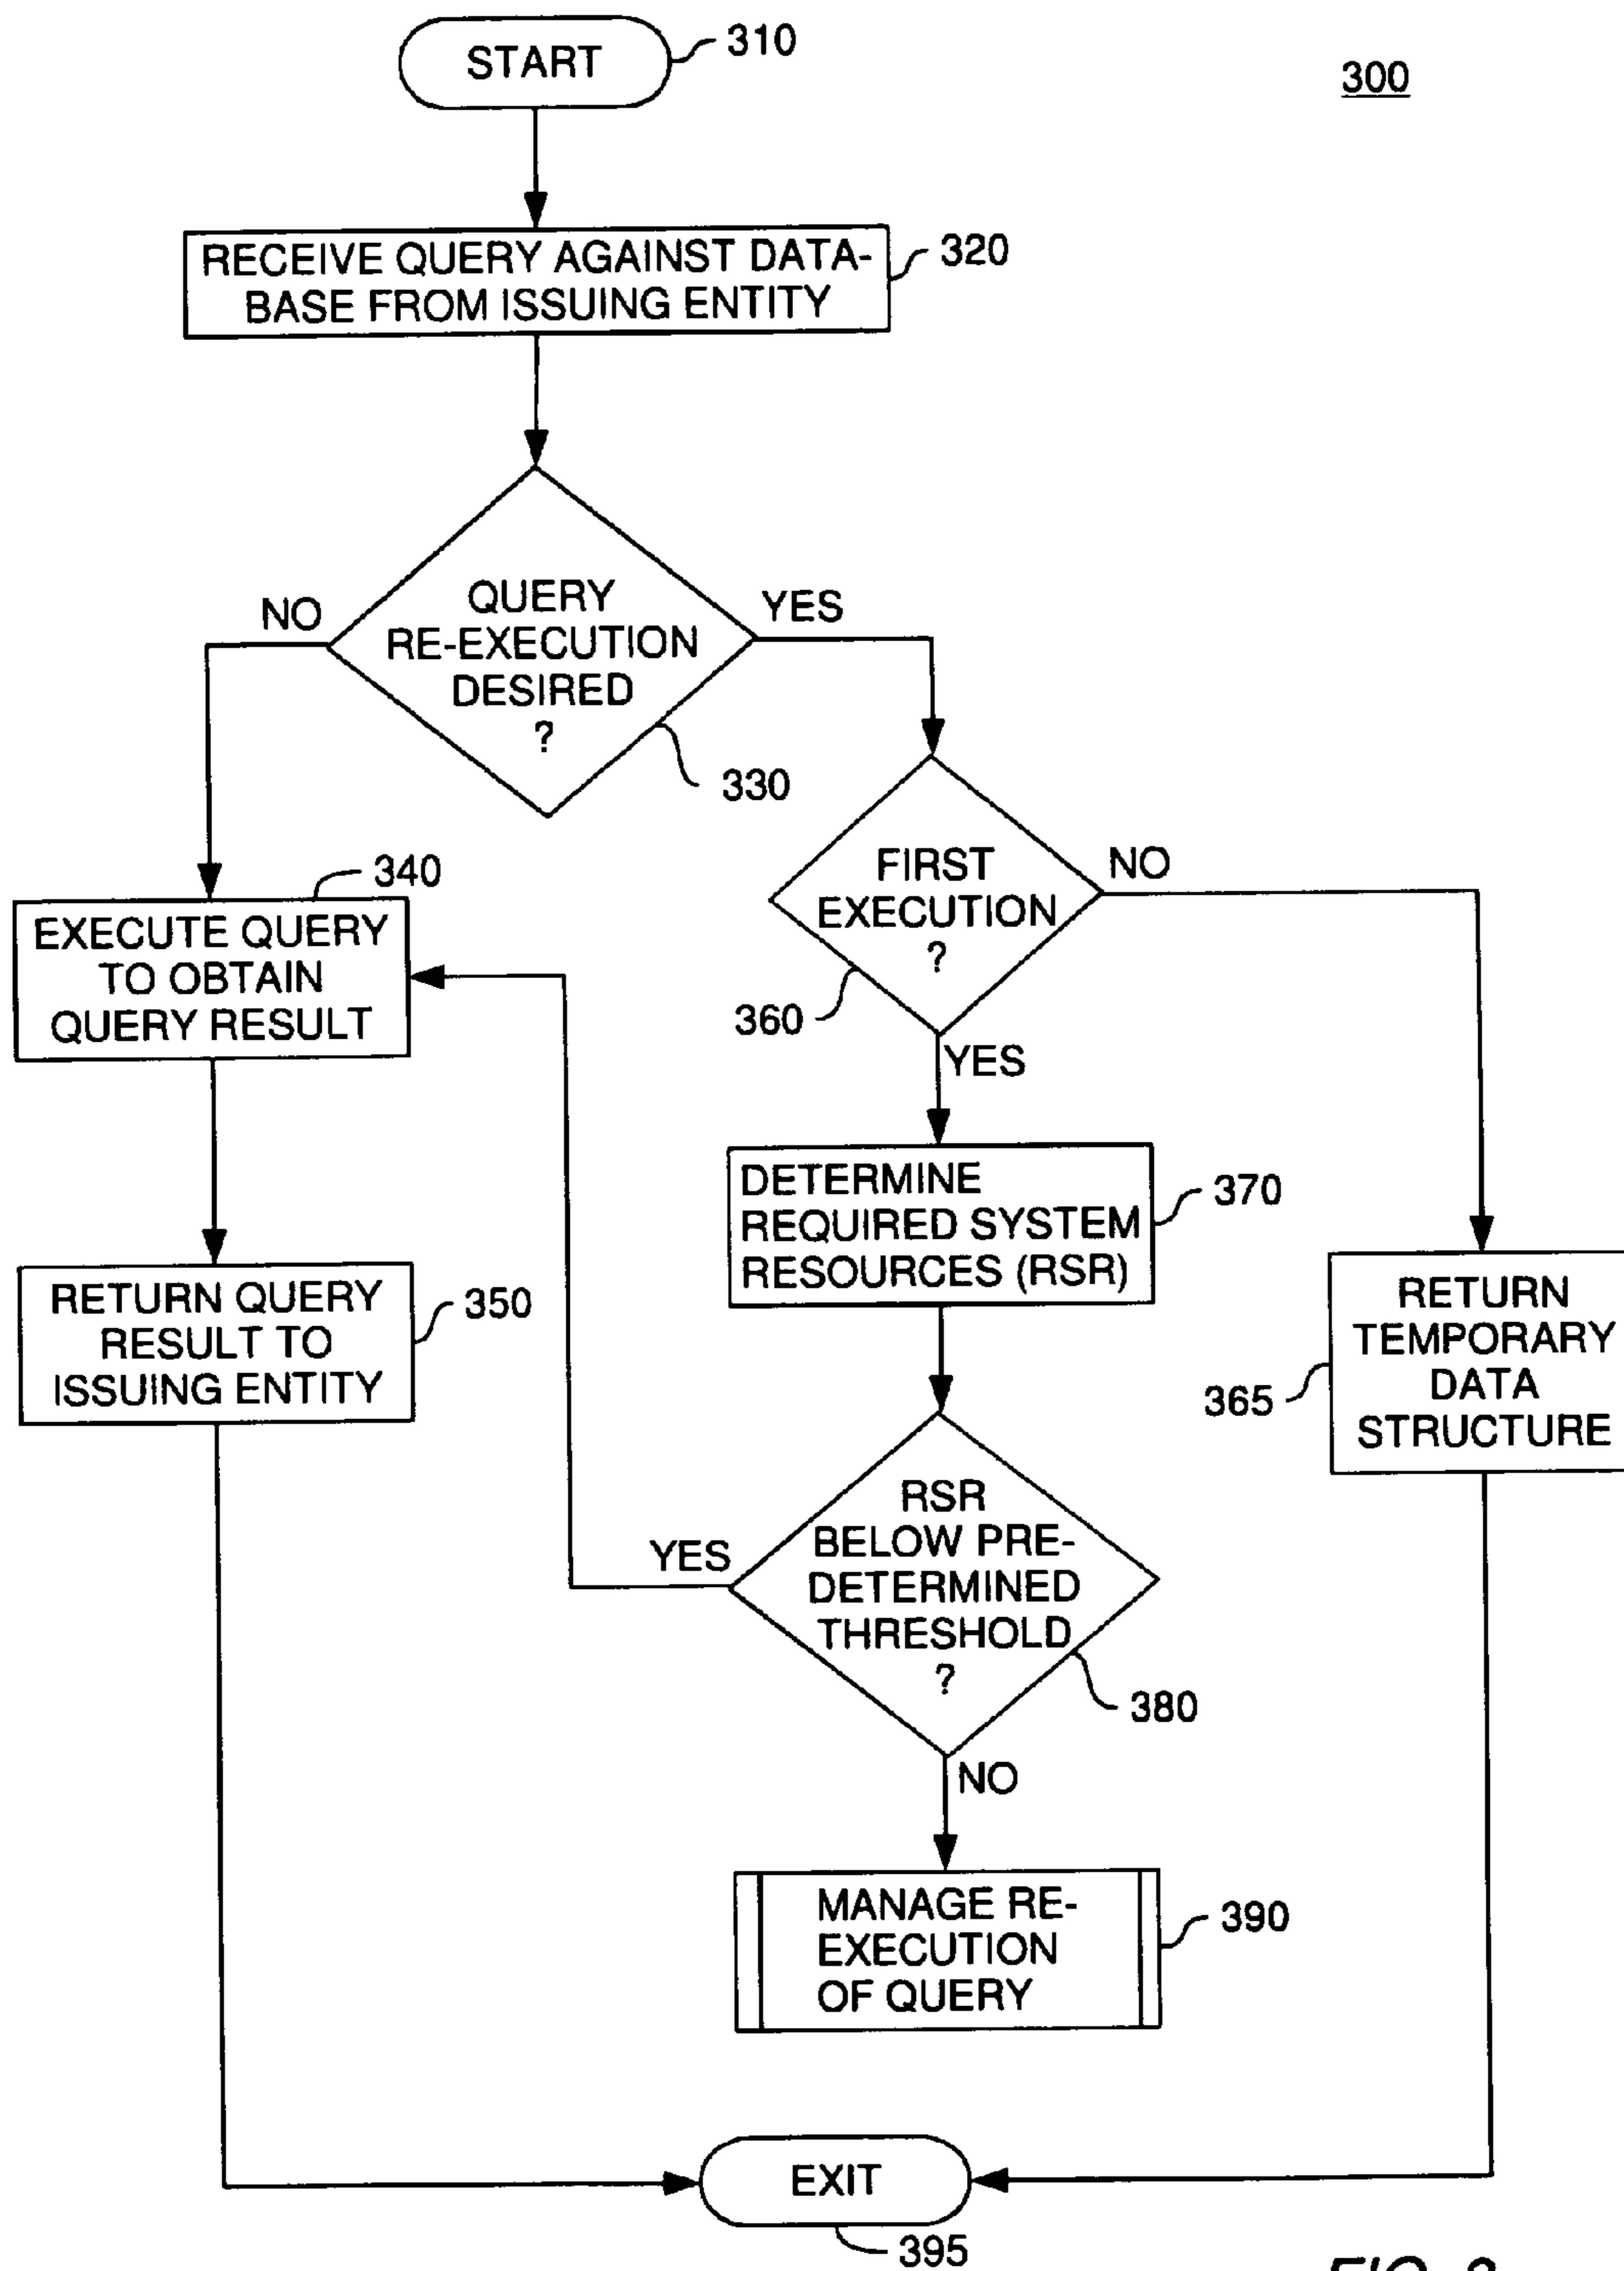 START
310
300
RECEIVE QUERY AGAINST DATA-
BASE FROM ISSUING ENTITY
320
QUERY
RE-EXECUTION
DESIRED
?
NO
YES
330
340
EXECUTE QUERY
TO OBTAIN
QUERY RESULT
FIRST
EXECUTION
?
NO
360
YES
DETERMINE
REQUIRED SYSTEM
RESOURCES (RSR)
370
RETURN QUERY
RESULT TO
ISSUING ENTITY
350
RETURN
TEMPORARY
DATA
STRUCTURE
365
RSR
BELOW PRE-
DETERMINED
THRESHOLD
?
YES
380
NO
MANAGE RE-
EXECUTION
OF QUERY
390
EXIT
395